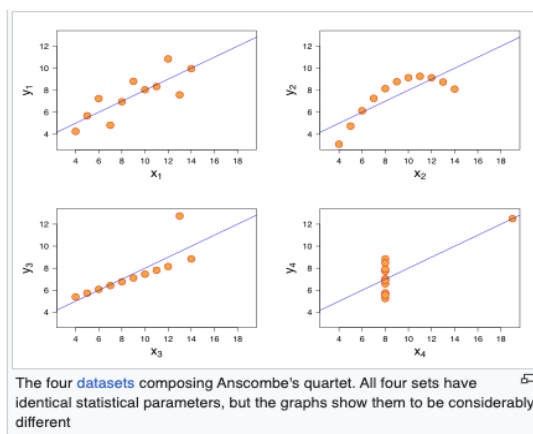 12
10
8
6
4
y1
4 6 8 10 12 14 16 18
x1
12
10
8
6
4
y2
4 6 8 10 12 14 16 18
x2
12
10
8
6
4
y3
4 6 8 10 12 14 16 18
x3
12
10
8
6
4
y4
4 6 8 10 12 14 16 18
x4
The four datasets composing Anscombe's quartet. All four sets have
identical statistical parameters, but the graphs show them to be considerably
different